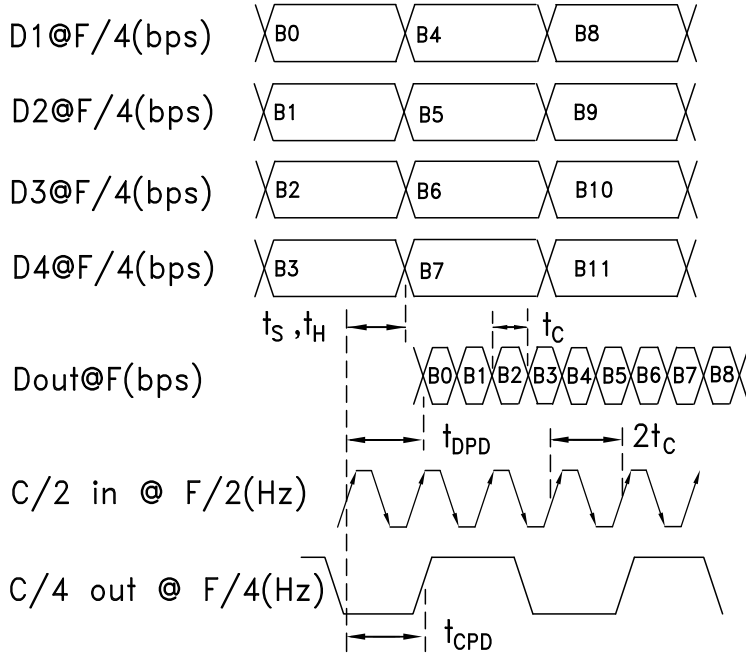 D1@F/4(bps) B0 B4 B8
D2@F/4(bps) B1 B5 B9
D3@F/4(bps) B2 B6 B10
D4@F/4(bps) B3 B7 B11
tS ,tH tC
Dout@F(bps) B0 B1 B2 B3 B4 B5 B6 B7 B8
tDPD 2tC
C/2 in @ F/2(Hz)
C/4 out @ F/4(Hz)
tCPD